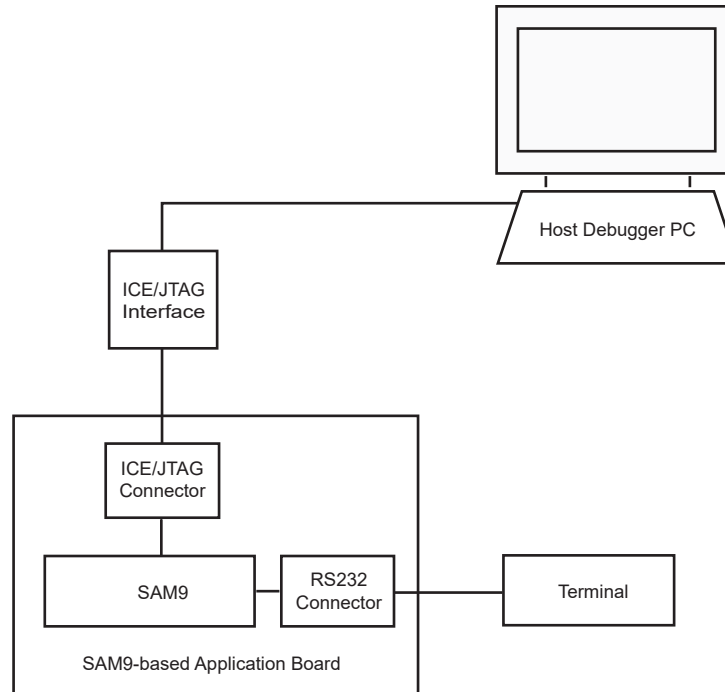 Host Debugger PC
ICE/JTAG
Interface
ICE/JTAG
Connector
SAM9
RS232
Connector
Terminal
SAM9-based Application Board